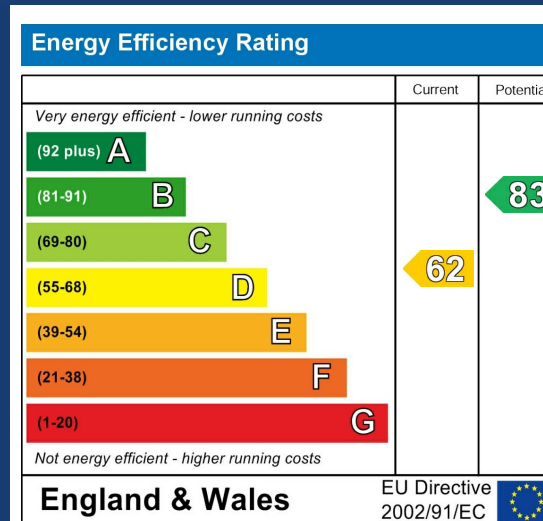 Energy Efficiency Rating
Current Potentia
Very energy efficient - lower running costs
(92 plus) A
(81-91) B 83
(69-80) C
62
(55-68) D
(39-54) E
(21-38) F
(1-20) G
Not energy efficient - higher running costs
England & Wales
EU Directive
2002/91/EC